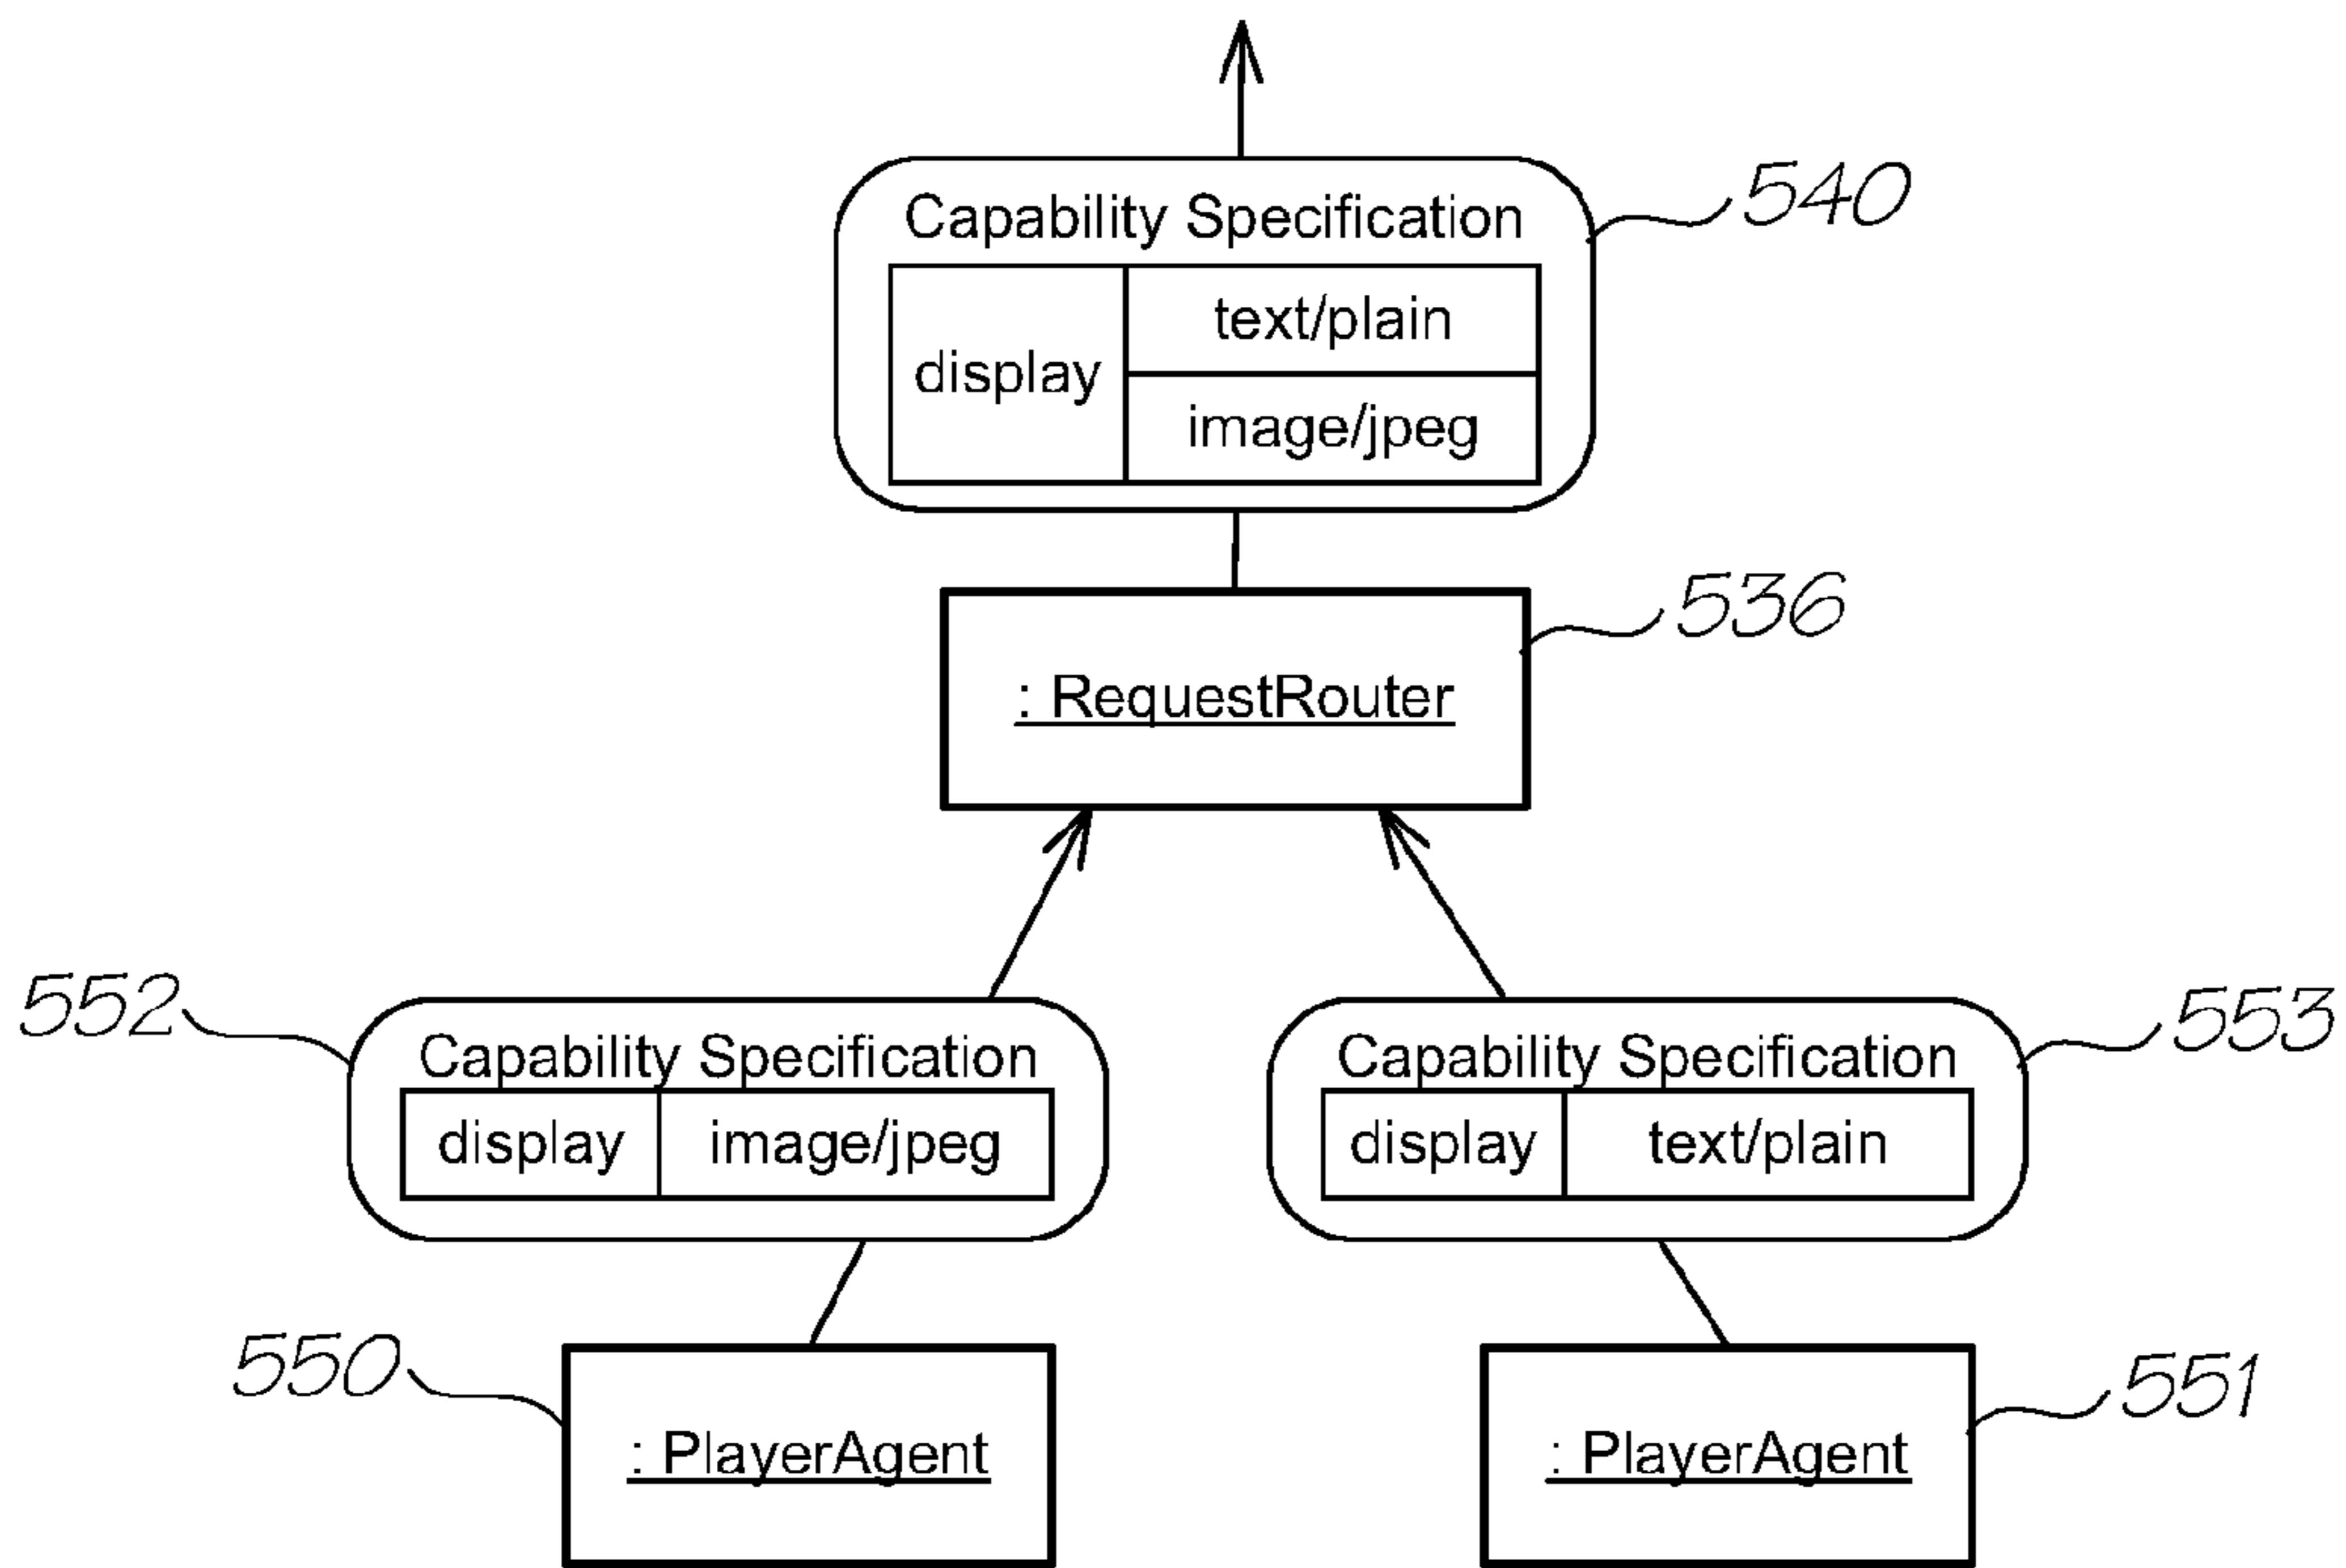 Capability Specification
540
display
text/plain
image/jpeg
536
: RequestRouter
552
Capability Specification
display image/jpeg
553
Capability Specification
display text/plain
550
: PlayerAgent
551
: PlayerAgent